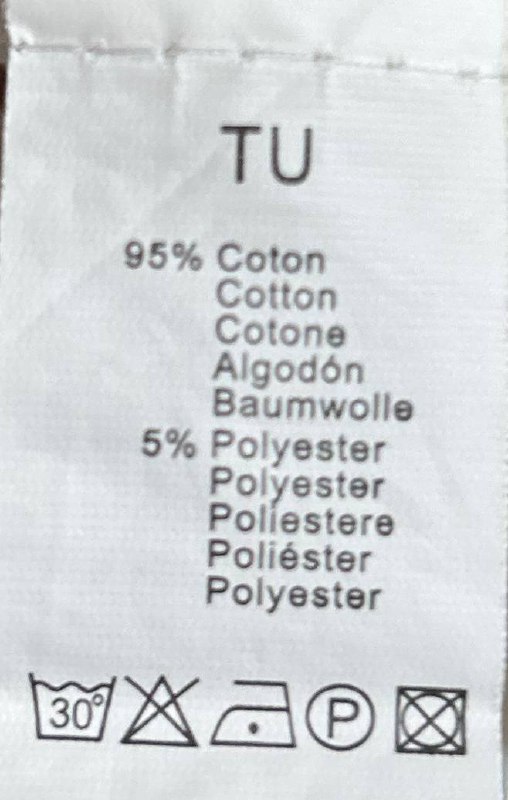 TU
95% Coton
Cotton
Cotone
Algodón
Baumwolle
5% Polyester
Polyester
Poliestere
Poliéster
Polyester
30° P